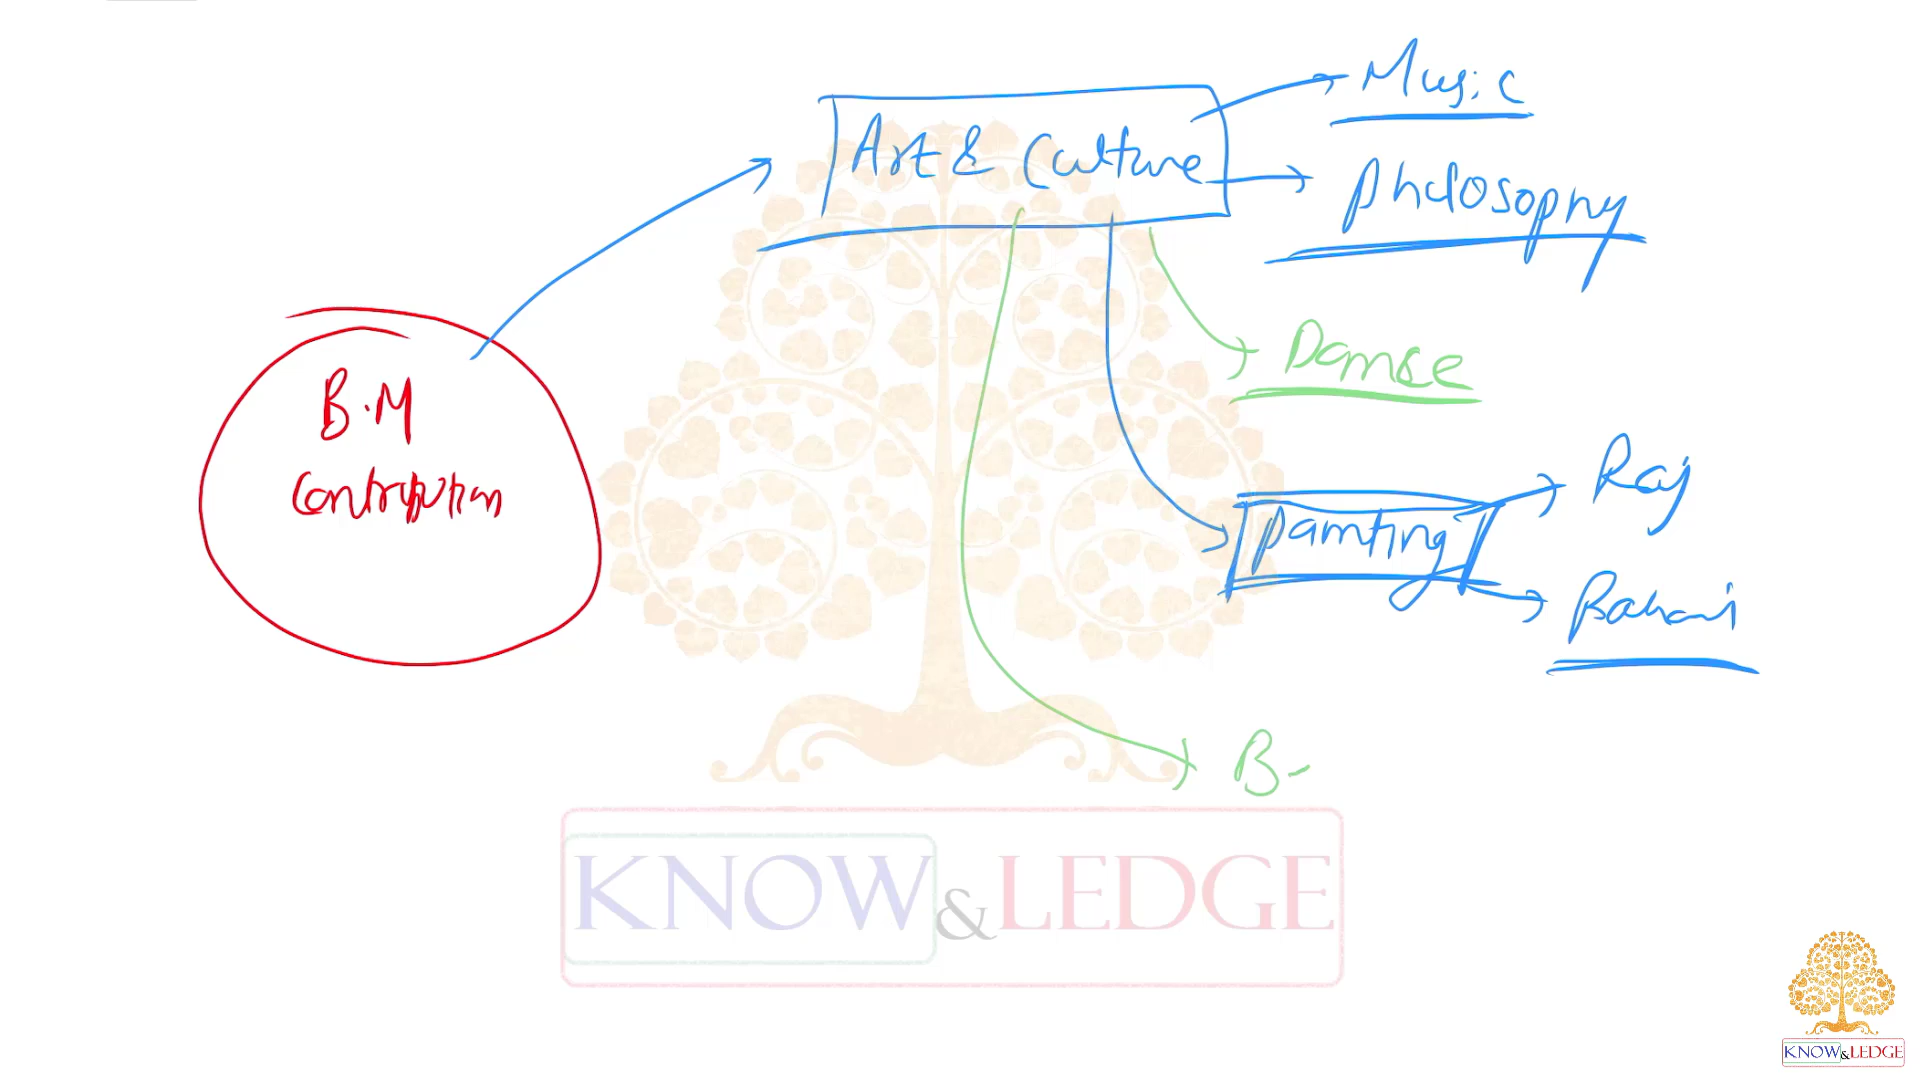 Music
Art & Culture
Philosophy
Dance
B.M
Contribution
Raj
Painting
Pahari
B-
KNOW&LEDGE
KNOW&LEDGE